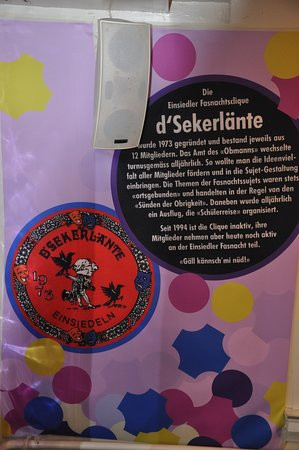 Die
Einsiedler Fasnachtsclique
d'Sekerlänte
wurde 1973 gegründet und bestand jeweils aus
12 Mitgliedern. Das Amt des «Obmanns» wechselte
turnusgemäss alljährlich. So wollte man die Ideenviel-
falt aller Mitglieder fördern und in die Sujet-Gestaltung
einbringen. Die Themen der Fasnachtssujets waren stets
«ortsgebunden» und handelten in der Regel von den
«Sünden der Obrigkeit». Daneben wurde alljährlich
ein Ausflug, die «Schülerreise» organisiert.
Seit 1994 ist die Clique inaktiv, ihre
Mitglieder nehmen aber heute noch aktiv
an der Einsiedler Fasnacht teil.
«Gäll kännsch'mi nüd!»
D'SEKERLÄNTE
1973
EINSIEDELN